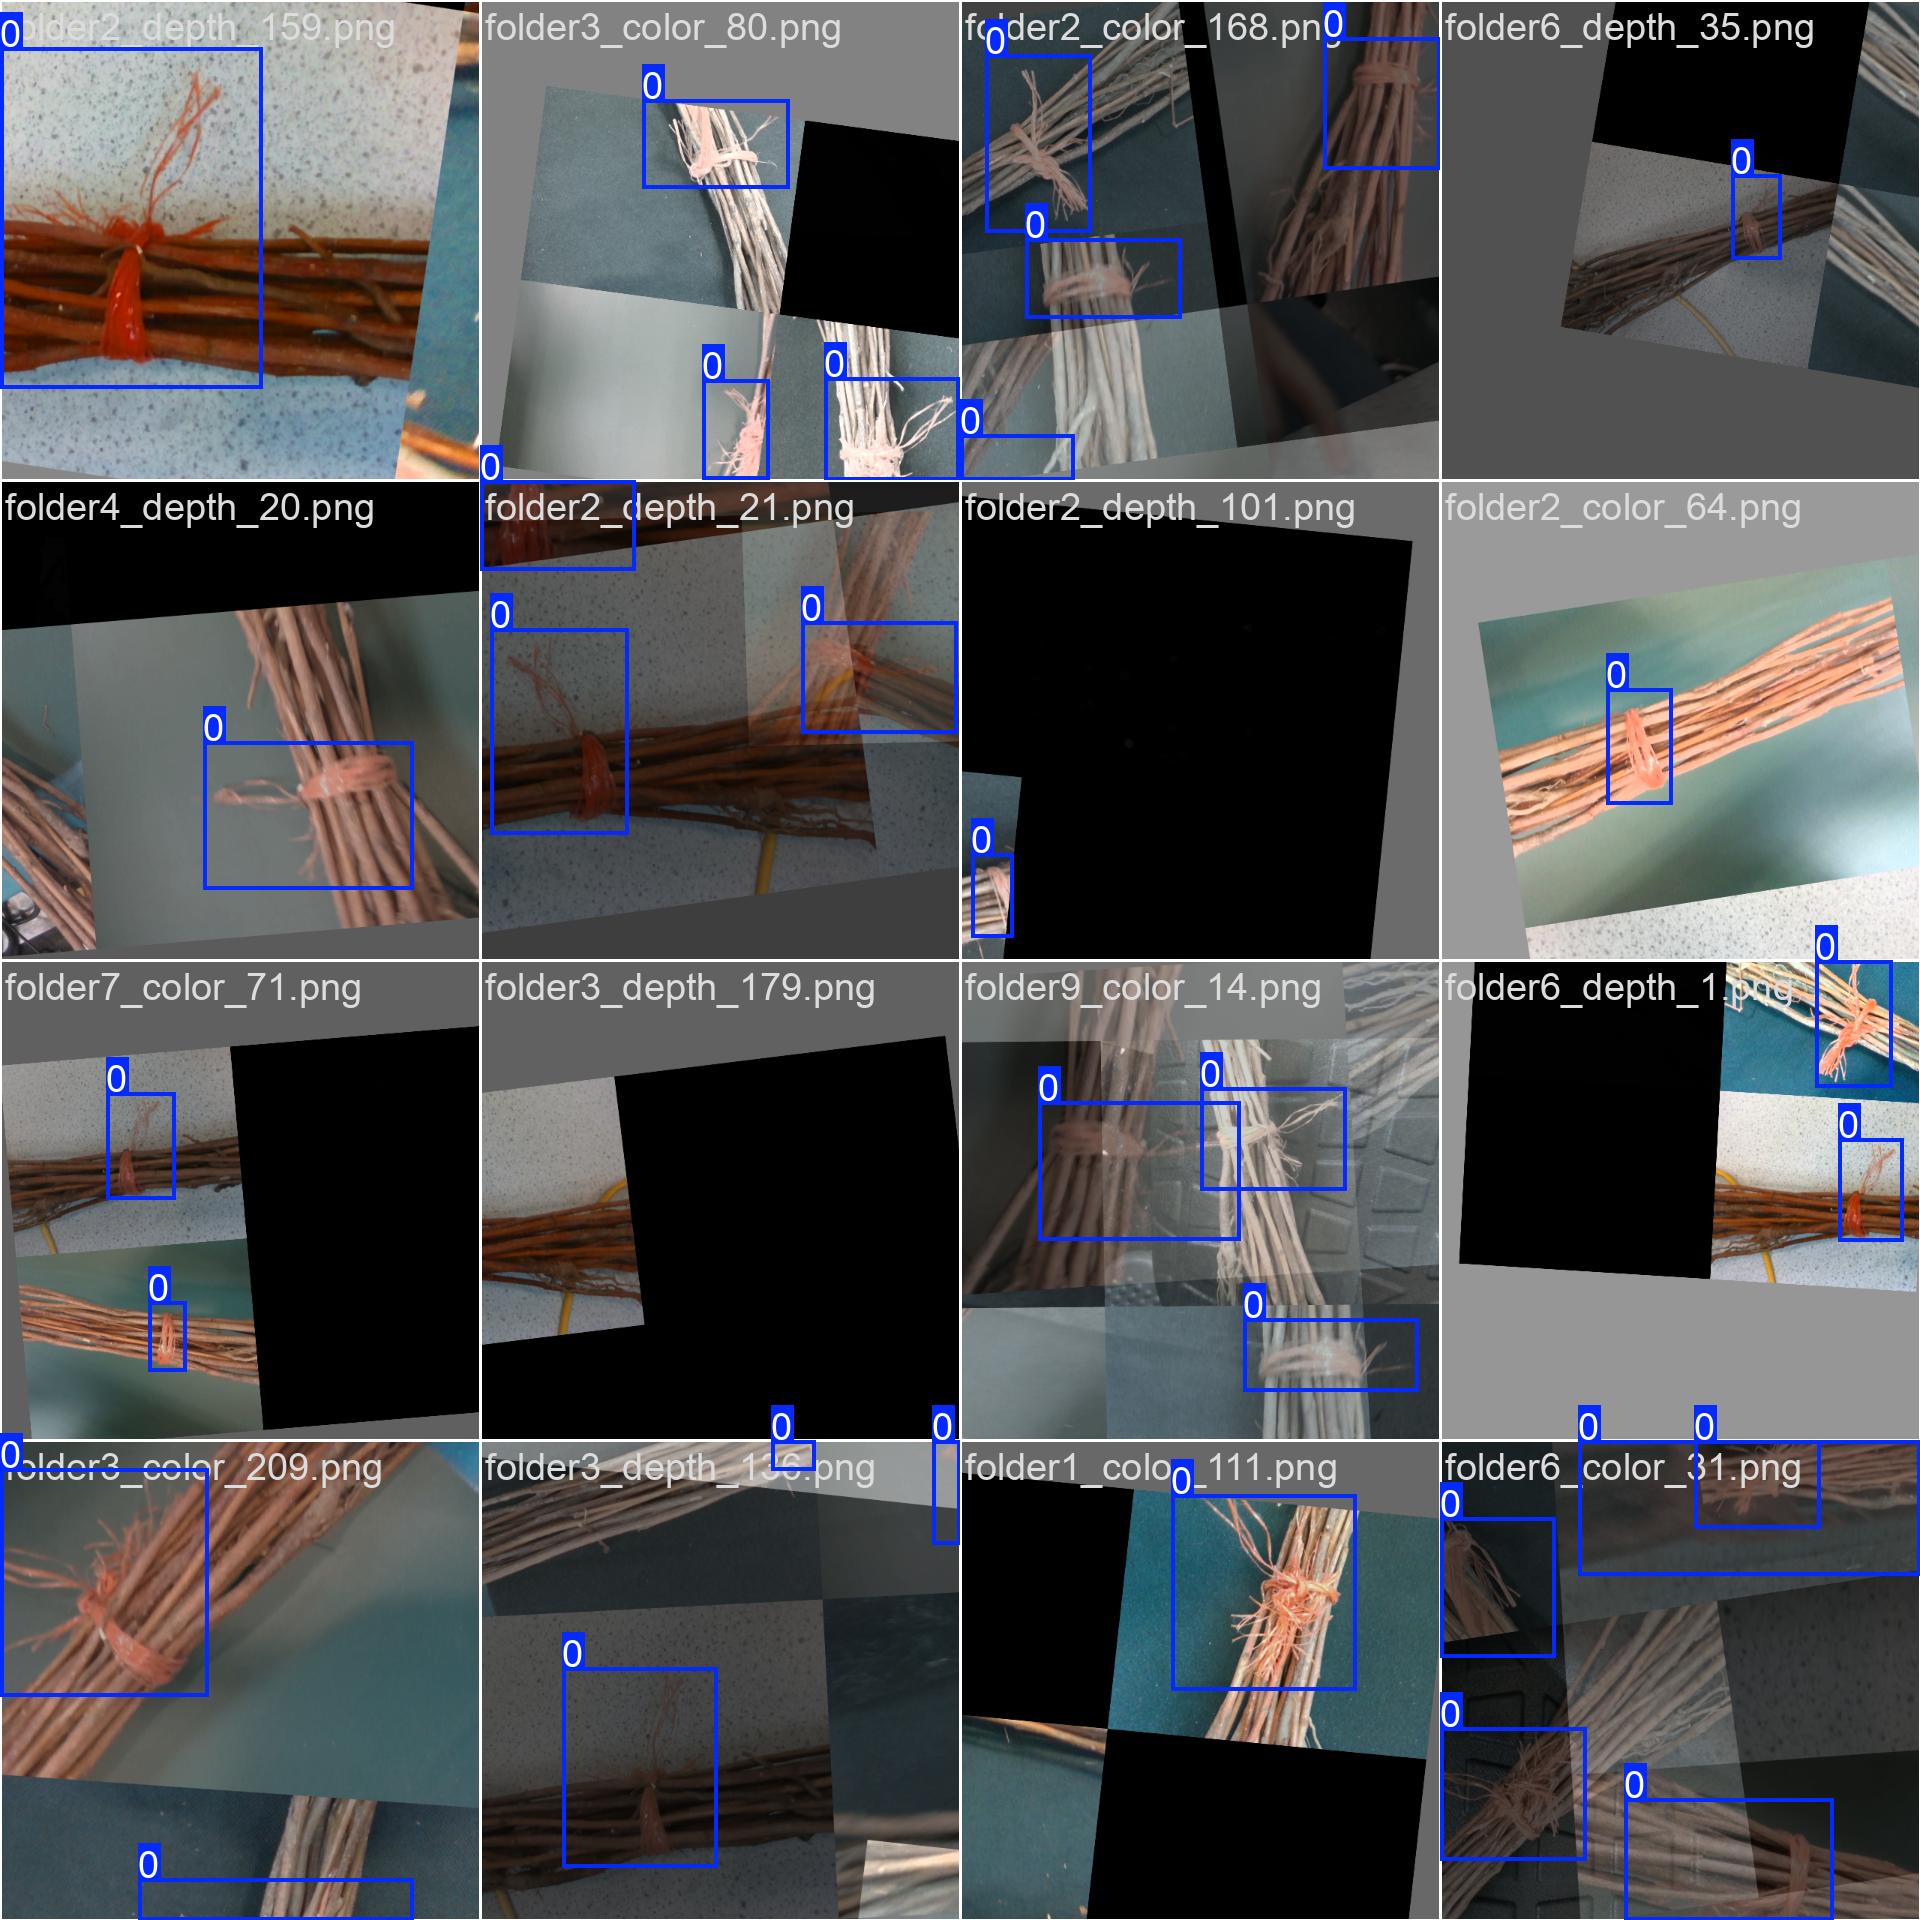 folder2_depth_159.png
folder3_color_80.png
folder2_color_168.png
folder6_depth_35.png
0
0
0
0
0
0
0
0
0
0
0
folder4_depth_20.png
folder2_depth_21.png
folder2_depth_101.png
folder2_color_64.png
0
0
0
0
0
0
folder7_color_71.png
folder3_depth_179.png
folder9_color_14.png
folder6_depth_1.png
0
0
0
0
0
0
0
folder3_color_209.png
folder3_depth_136.png
folder1_color_111.png
folder6_color_31.png
0
0
0
0
0
0
0
0
0
0
0